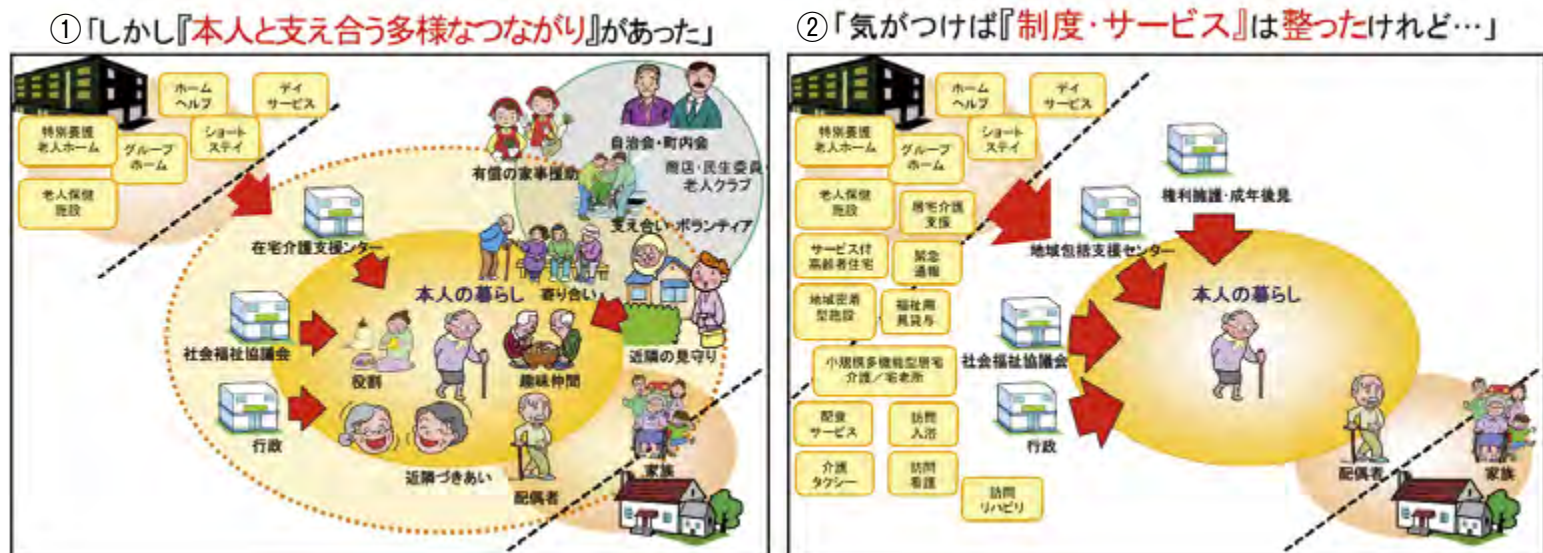 ①「しかし『本人と支え合う多様なつながり』があった」
ホーム
ヘルプ
デイ
サービス
特別養護
老人ホーム
グループ
ホーム
ショート
ステイ
老人保健
施設
自治会・町内会
有償の家事援助
商店・民生委員・
老人クラブ
支え合い・ボランティア
在宅介護支援ンター
本人の暮らし
寄り合い
社会福祉協議会
役割
趣味仲間
近隣の見守り
行政
近隣づきあい
配偶者
家族
②「気がつけば『制度・サービス』は整ったけれど…」
ホーム
ヘルプ
デイ
サービス
特別養護
老人ホーム
グループ
ホーム
ショート
ステイ
権利擁護・成年後見
老人保健
施設
居宅介護
支援
地域包括支援センター
サービス付
高齢者住宅
緊急
通報
本人の暮らし
地域密着
型施設
福祉用
具貸与
小規模多機能型居宅
介護／宅老所
社会福祉協議会
配食
サービス
訪問
入浴
行政
介護
タクシー
訪問
看護
訪問
リハビリ
配偶者
家族